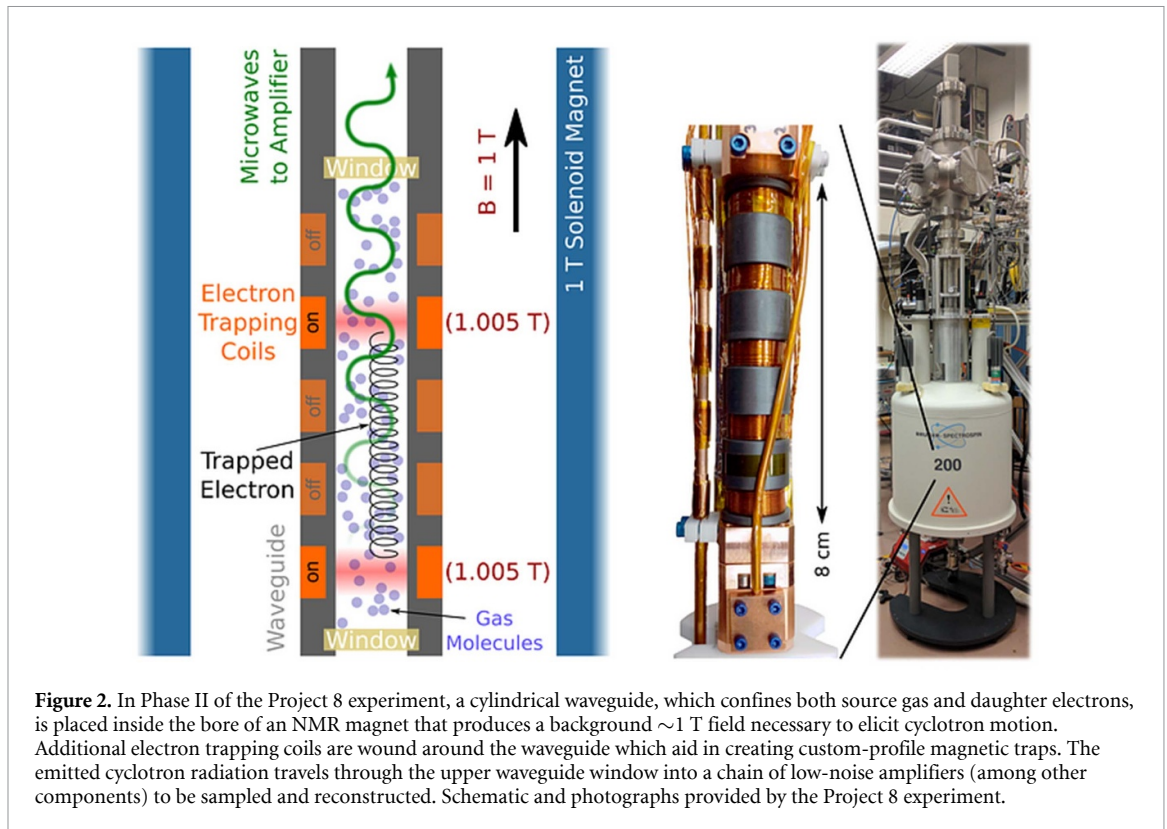 Microwaves
to Amplifier
Window
B = 1 T
1 T Solenoid Magnet
off
Electron
Trapping
Coils
on
(1.005 T)
off
Trapped
Electron
off
Waveguide
on
(1.005 T)
Gas
Molecules
Window
3 2
8 cm
200
Figure 2. In Phase II of the Project 8 experiment, a cylindrical waveguide, which confines both source gas and daughter electrons,
is placed inside the bore of an NMR magnet that produces a background ∼1 T field necessary to elicit cyclotron motion.
Additional electron trapping coils are wound around the waveguide which aid in creating custom-profile magnetic traps. The
emitted cyclotron radiation travels through the upper waveguide window into a chain of low-noise amplifiers (among other
components) to be sampled and reconstructed. Schematic and photographs provided by the Project 8 experiment.